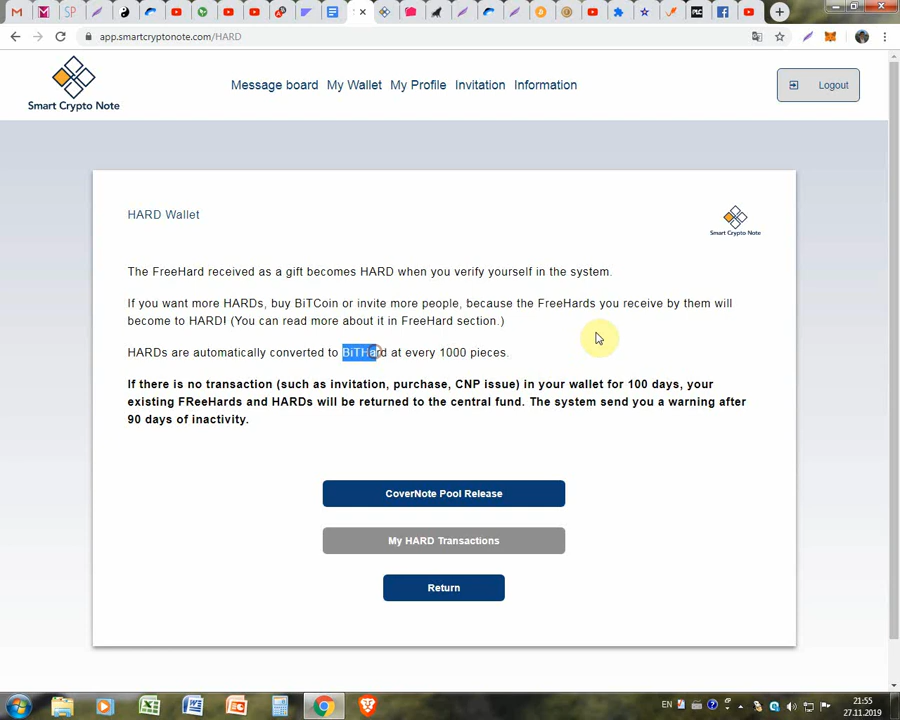 app.smartcryptonote.com/HARD
Smart Crypto Note
Message board My Wallet My Profile Invitation Information
Logout
HARD Wallet
Smart Crypto Note
The FreeHard received as a gift becomes HARD when you verify yourself in the system.
If you want more HARDs, buy BiTCoin or invite more people, because the FreeHards you receive by them will
become to HARD! (You can read more about it in FreeHard section.)
HARDs are automatically converted to BiTHard at every 1000 pieces.
If there is no transaction (such as invitation, purchase, CNP issue) in your wallet for 100 days, your
existing FReeHards and HARDs will be returned to the central fund. The system send you a warning after
90 days of inactivity.
CoverNote Pool Release
My HARD Transactions
Return
EN
21:55
27.11.2019